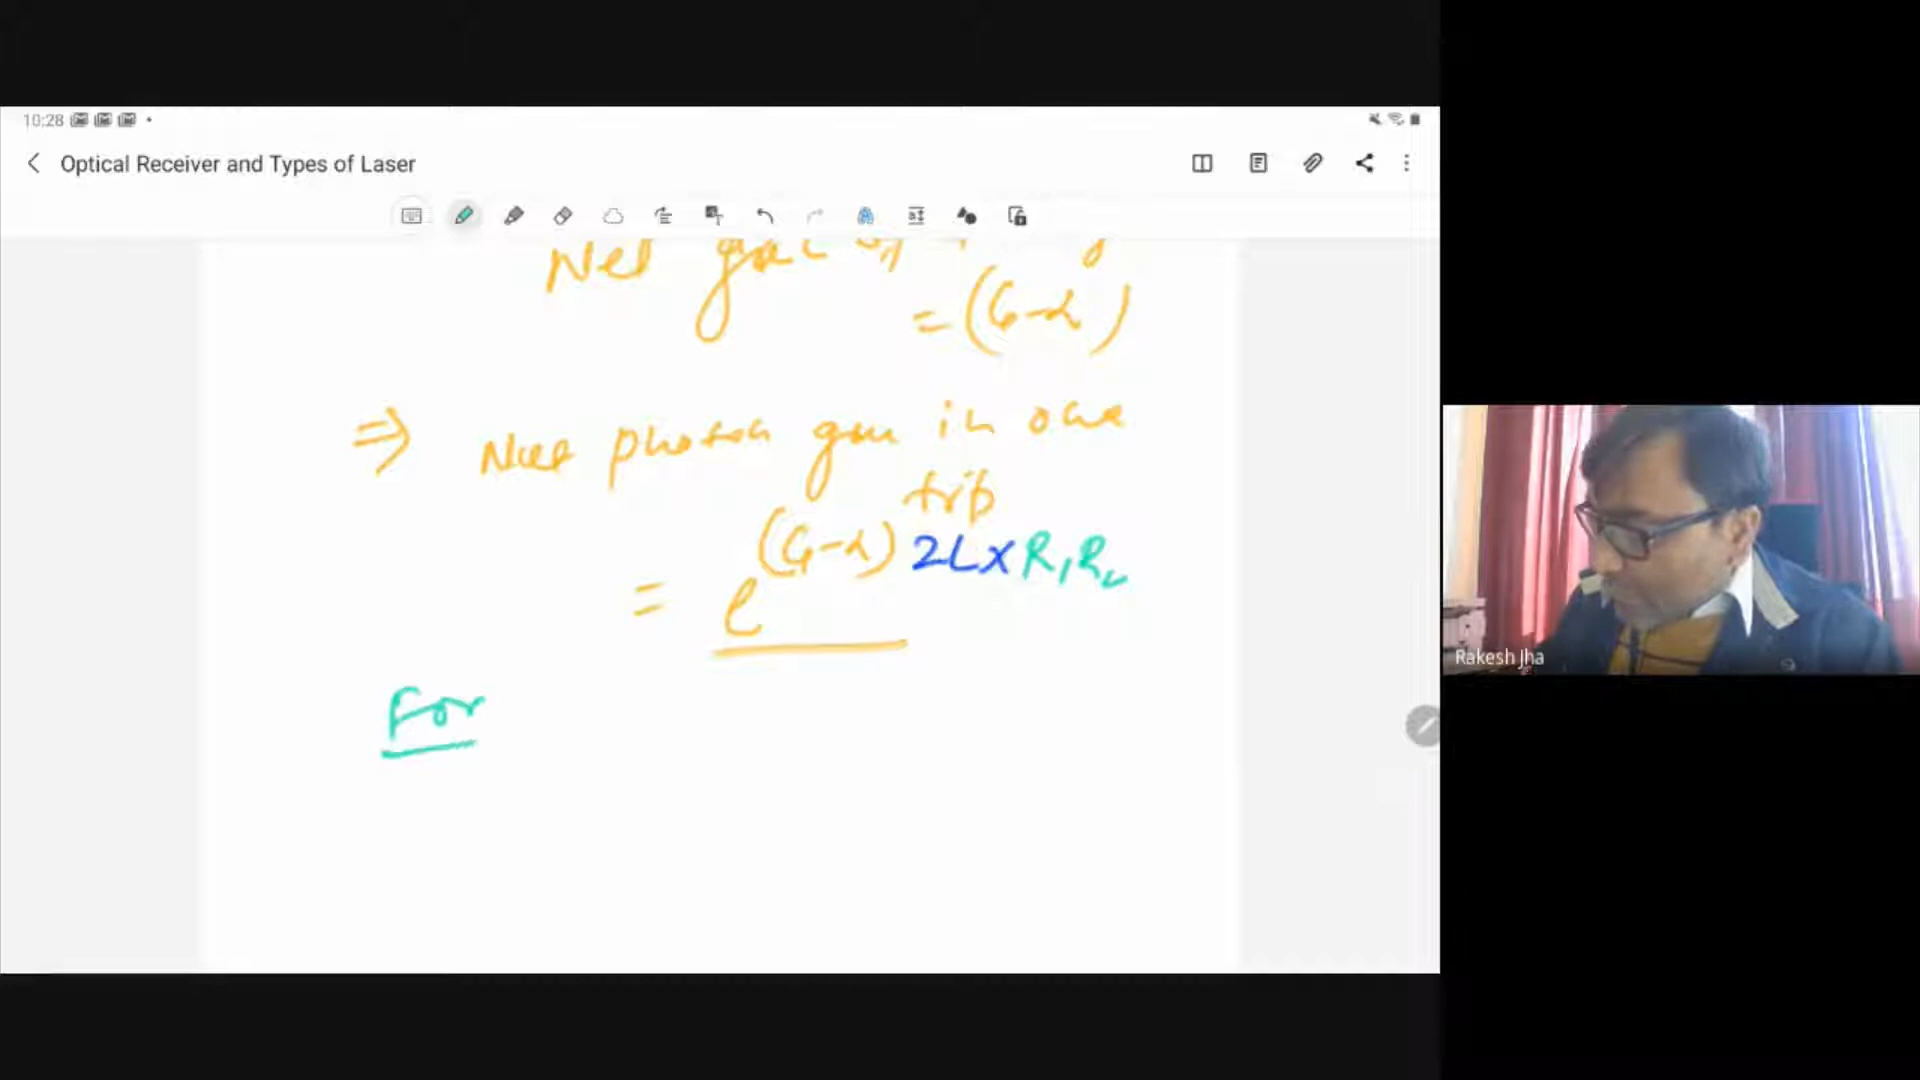 10:28
Optical Receiver and Types of Laser
Net
= (G-α)
⇒ Net photon gain in one
trip
= e^(G-α) 2L X R₁R₂
For
Rakesh Jha